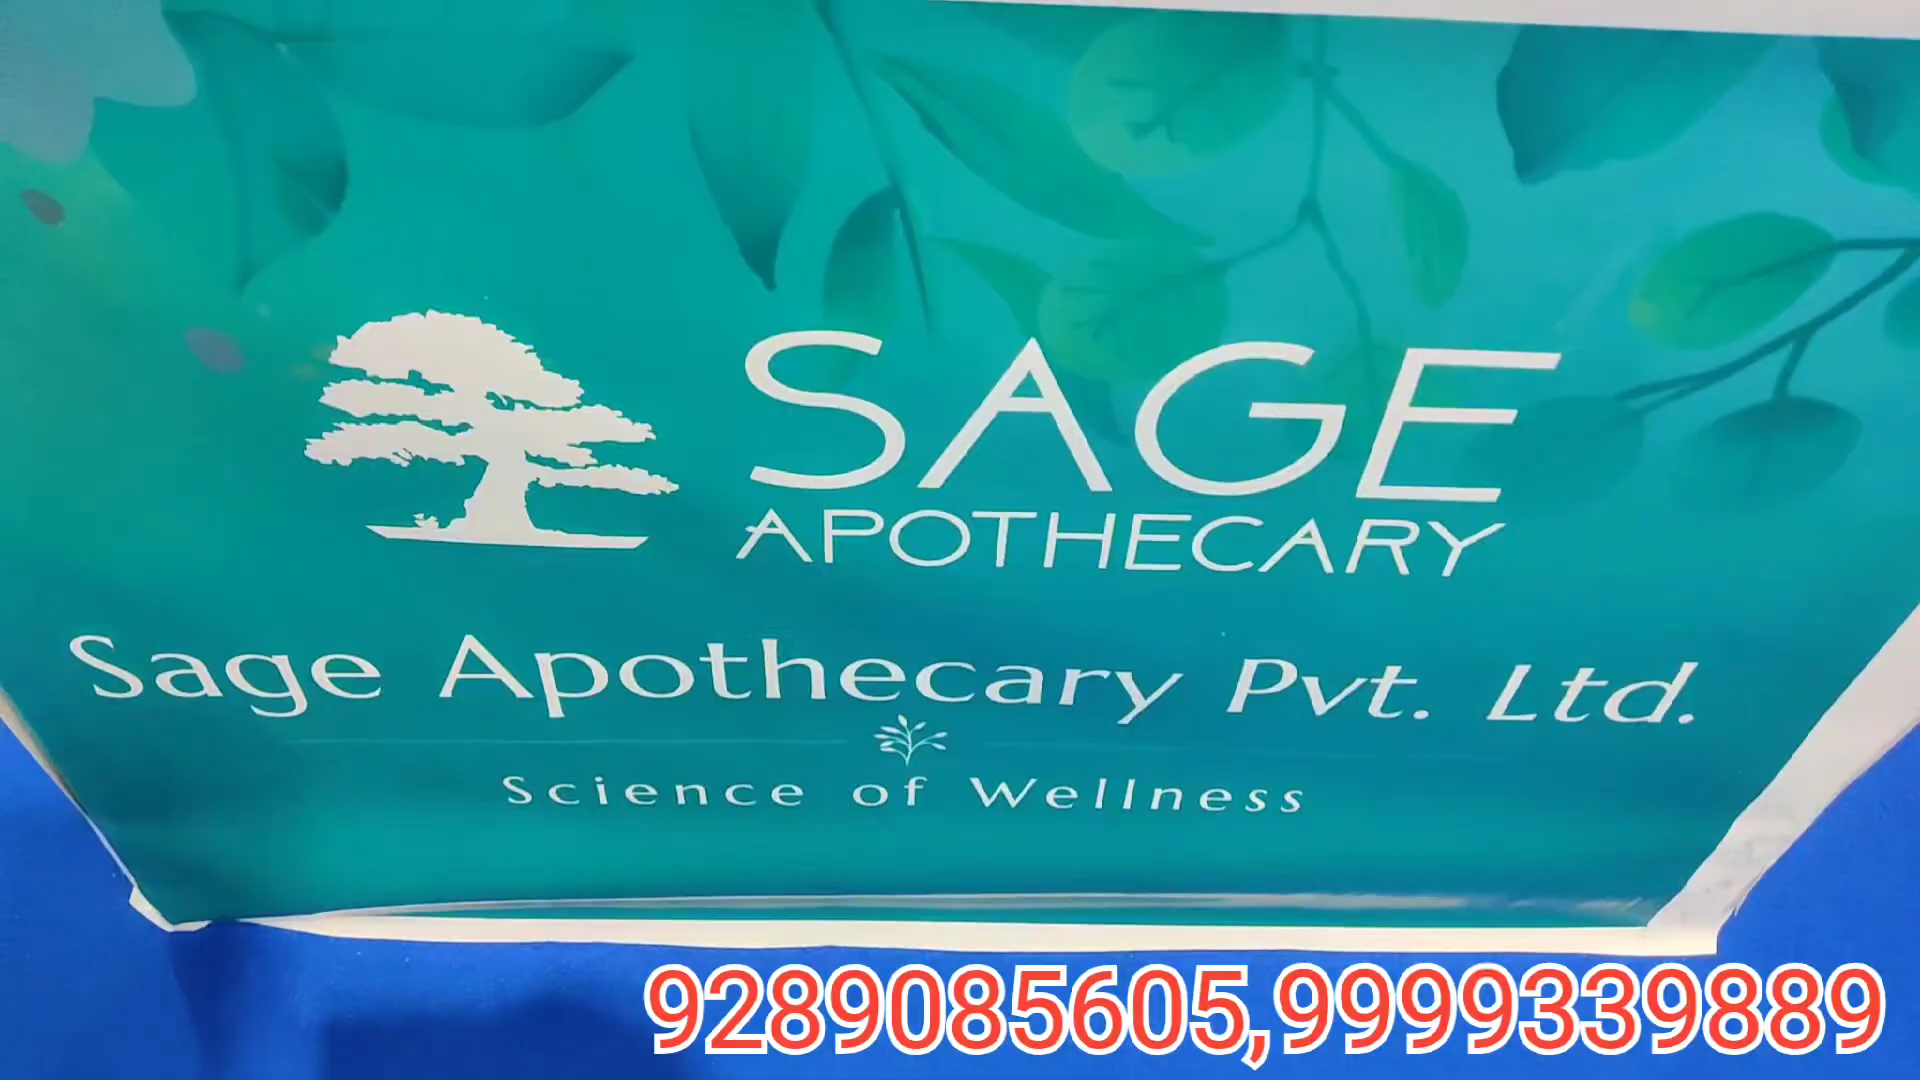 SAGE
APOTHECARY
Sage Apothecary Pvt. Ltd.
Science of Wellness
9289085605,9999339889